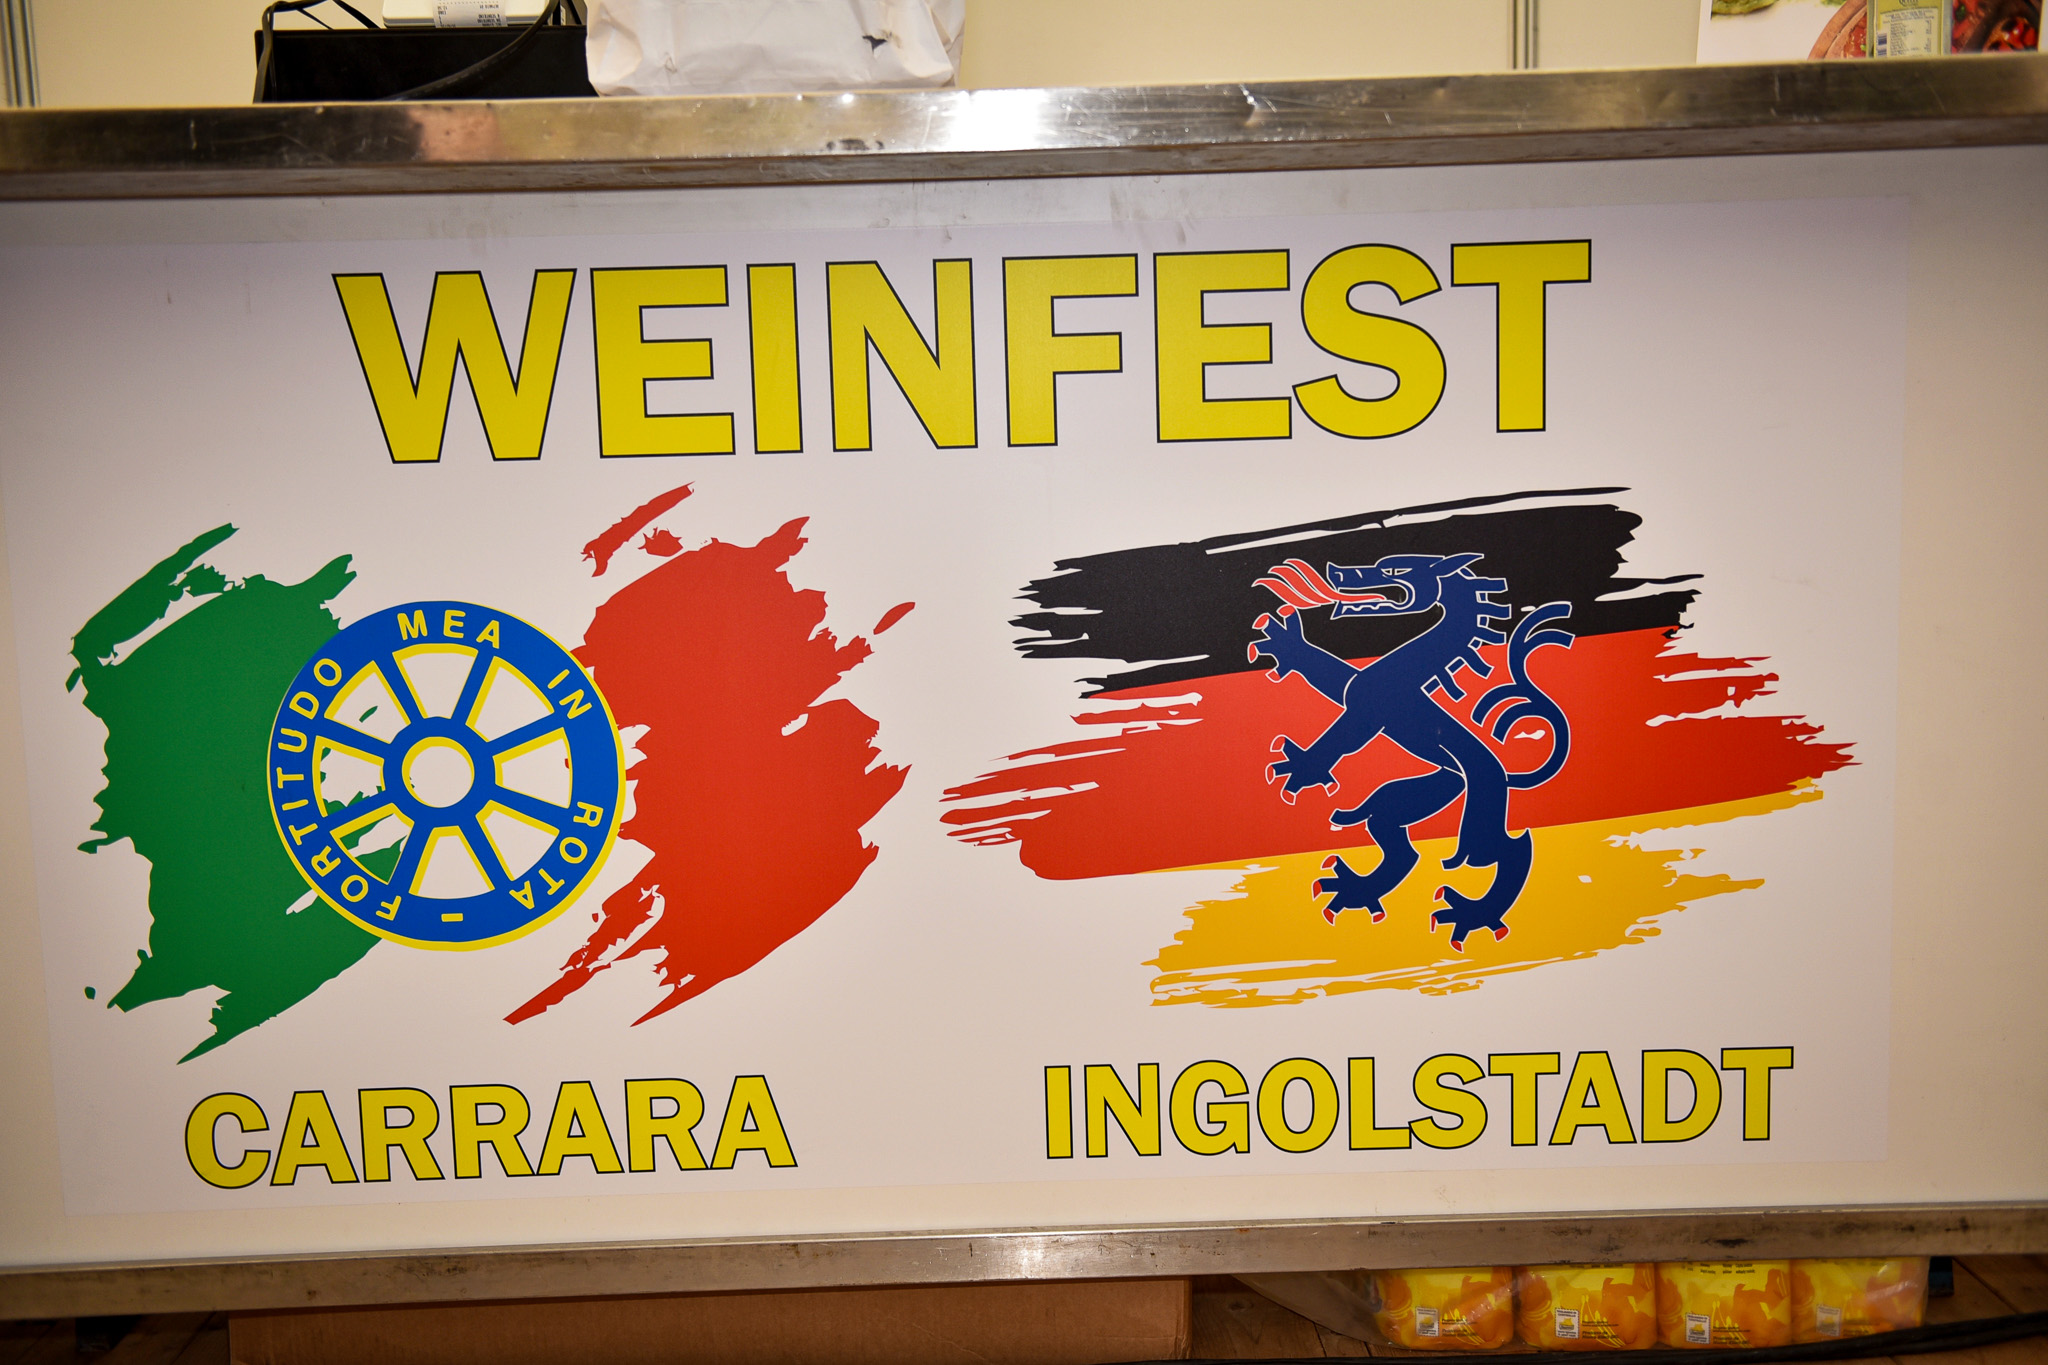 WEINFEST
FORTITUDO MEA IN ROTA -
CARRARA
INGOLSTADT